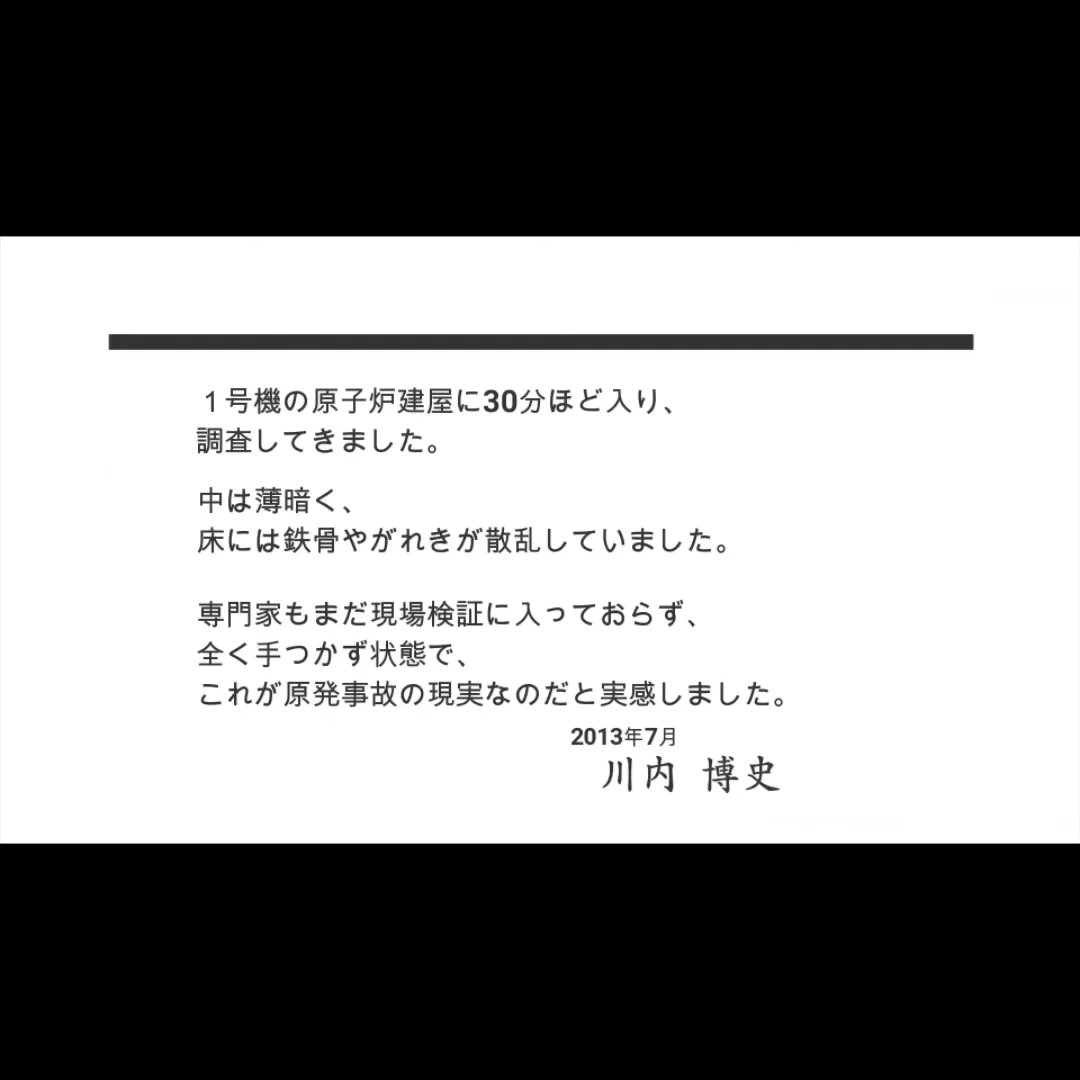 １号機の原子炉建屋に30分ほど入り、
調査してきました。
中は薄暗く、
床には鉄骨やがれきが散乱していました。
専門家もまだ現場検証に入っておらず、
全く手つかず状態で、
これが原発事故の現実なのだと実感しました。
2013年7月
川内 博史